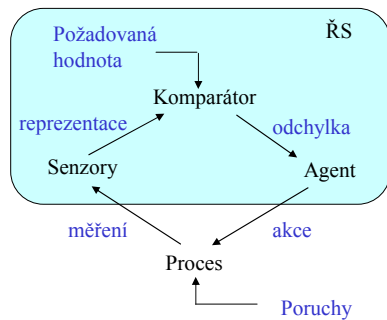 Požadovaná
hodnota
ŘS
Komparátor
reprezentace
odchylka
Senzory
Agent
měření
akce
Proces
Poruchy